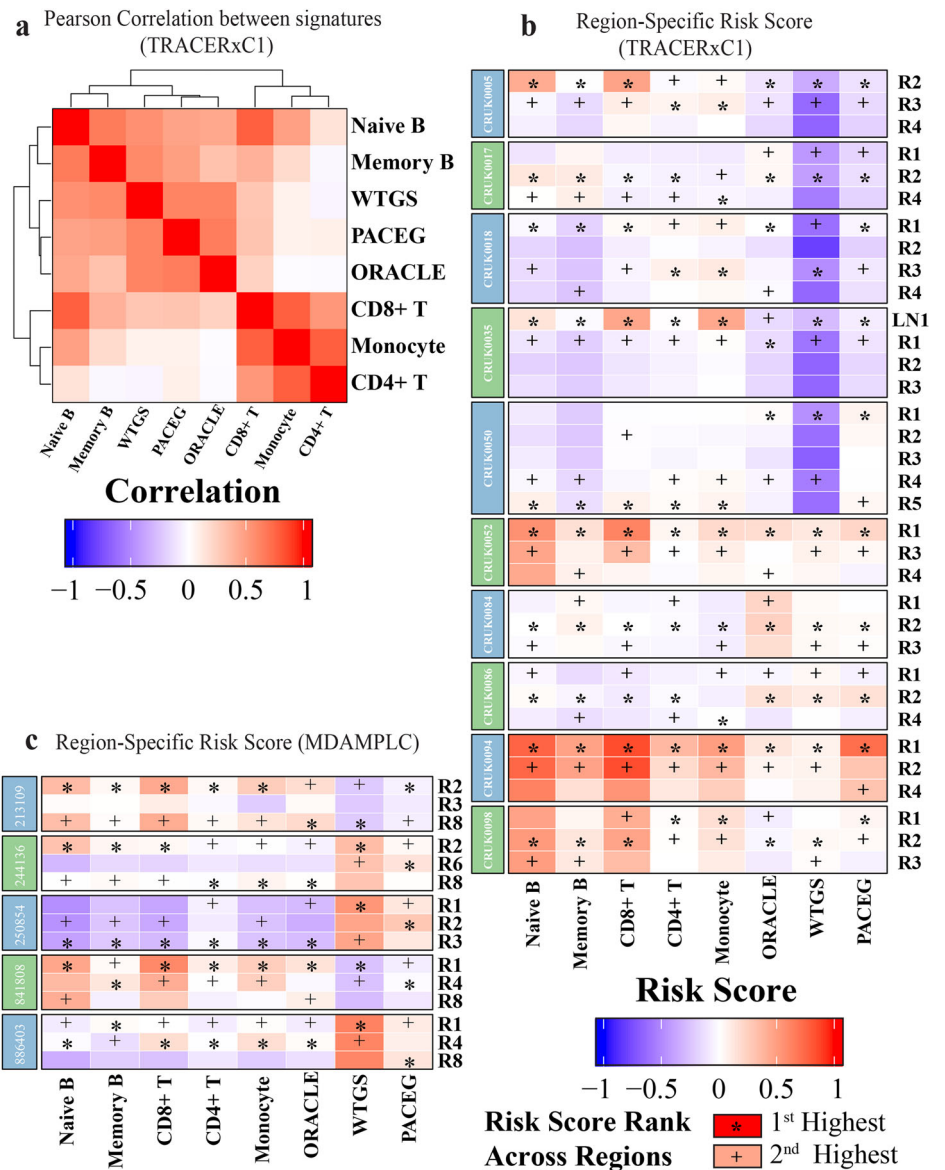 a Pearson Correlation between signatures
(TRACERxC1)
Naive B
Memory B
WTGS
PACEG
ORACLE
CD8+ T
Monocyte
CD4+ T
Naive B Memory B WTGS PACEG ORACLE CD8+ T Monocyte CD4+ T
Correlation
−1 −0.5 0 0.5 1
b Region-Specific Risk Score
(TRACERxC1)
CRUK0005
* * * + + * * * R2
+ + + * * + + + R3
R4
CRUK0017
+ + + R1
* * * * + * * * R2
+ + + + * R4
CRUK0018
* * * + + * + * R1
R2
+ + * * * + R3
+ + R4
CRUK0035
* * * * * + * * LN1
+ + + + + * + + R1
R2
R3
CRUK0050
* * * R1
+ R2
R3
+ + + + + + R4
* * * * * + R5
CRUK0052
* * * * * * * * R1
+ + + + + + R3
+ + R4
CRUK0084
+ + + R1
* * * * * * * * R2
+ + + + + R3
CRUK0086
+ + + + + + R1
* * * * * * * R2
+ + * R4
CRUK0094
* * * * * * * * R1
+ + + + + + + R2
+ R4
CRUK0098
+ * * + * R1
* * * + + * * + R2
+ + + R3
Naive B Memory B CD8+ T CD4+ T Monocyte ORACLE WTGS PACEG
Risk Score
−1 −0.5 0 0.5 1
Risk Score Rank * 1st Highest
Across Regions + 2nd Highest
c Region-Specific Risk Score (MDAMPLC)
213109
* * * * * + + * R2
R3
+ + + + + * * + R8
244136
* * * + + + * + R2
+ * R6
+ + + * * * R8
250854
+ + * + R1
+ + + + * R2
* * * * * * + R3
841808
* + * * * * * + R1
* + + + + * R4
+ + R8
886403
+ * + + + + * + R1
* + * * * * + R4
* R8
Naive B Memory B CD8+ T CD4+ T Monocyte ORACLE WTGS PACEG